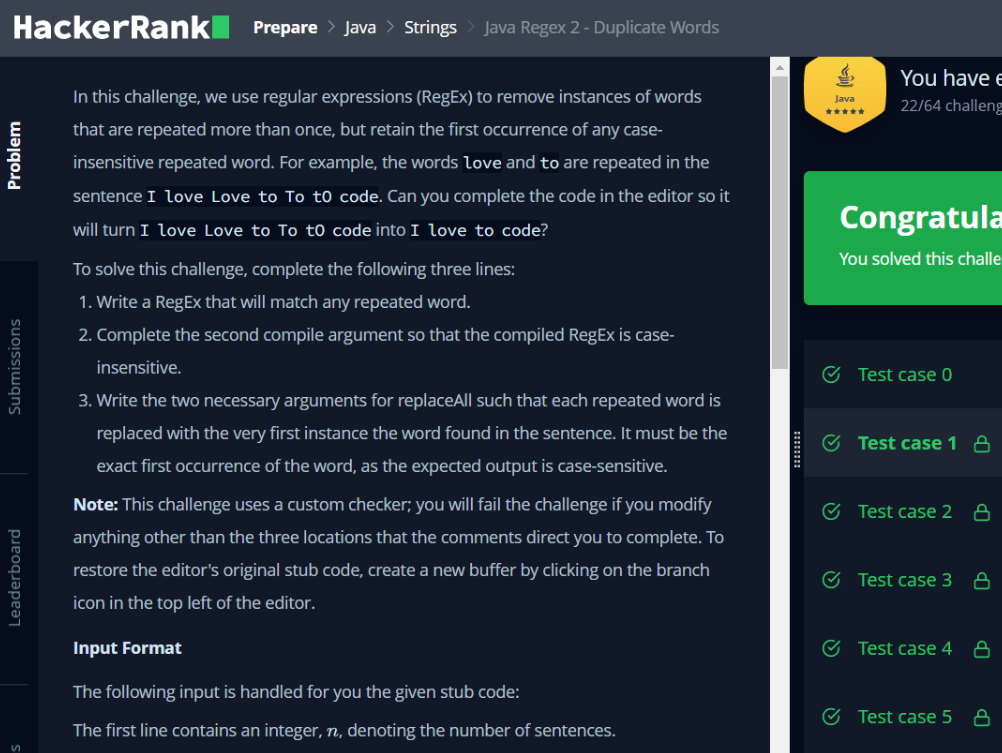 HackerRank Prepare > Java > Strings > Java Regex 2 - Duplicate Words
Problem
Submissions
Leaderboard
In this challenge, we use regular expressions (RegEx) to remove instances of words
that are repeated more than once, but retain the first occurrence of any case-
insensitive repeated word. For example, the words love and to are repeated in the
sentence I love Love to To tO code. Can you complete the code in the editor so it
will turn I love Love to To tO code into I love to code?
To solve this challenge, complete the following three lines:
1. Write a RegEx that will match any repeated word.
2. Complete the second compile argument so that the compiled RegEx is case-
insensitive.
3. Write the two necessary arguments for replaceAll such that each repeated word is
replaced with the very first instance the word found in the sentence. It must be the
exact first occurrence of the word, as the expected output is case-sensitive.
Note: This challenge uses a custom checker; you will fail the challenge if you modify
anything other than the three locations that the comments direct you to complete. To
restore the editor's original stub code, create a new buffer by clicking on the branch
icon in the top left of the editor.
Input Format
The following input is handled for you the given stub code:
The first line contains an integer, n, denoting the number of sentences.
Java
You have e
22/64 challeng
Congratula
You solved this challe
Test case 0
Test case 1
Test case 2
Test case 3
Test case 4
Test case 5